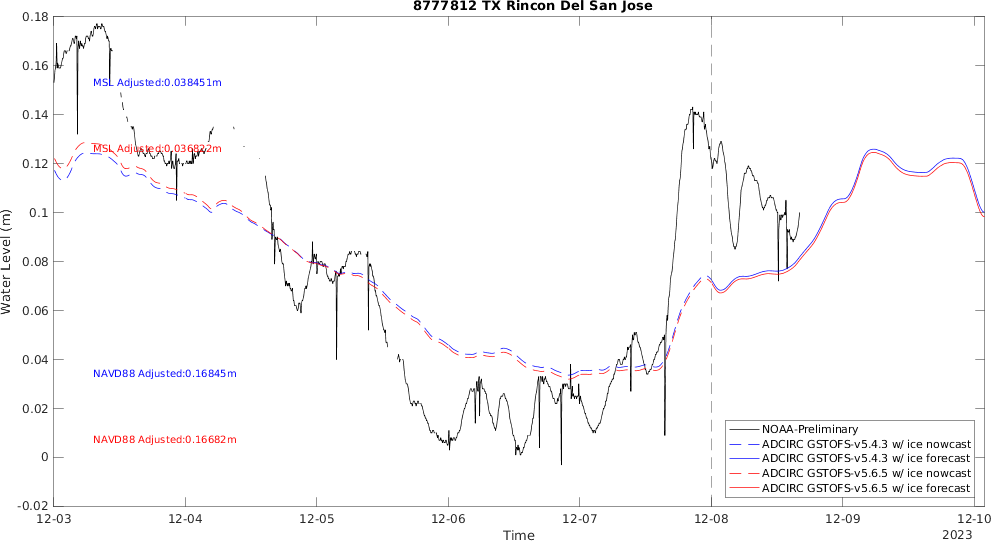 8777812 TX Rincon Del San Jose
0.18
0.16
0.14
0.12
0.1
0.08
0.06
0.04
0.02
0
-0.02
Water Level (m)
MSL Adjusted:0.038451m
MSL Adjusted:0.036822m
NAVD88 Adjusted:0.16845m
NAVD88 Adjusted:0.16682m
NOAA-Preliminary
ADCIRC GSTOFS-v5.4.3 w/ ice nowcast
ADCIRC GSTOFS-v5.4.3 w/ ice forecast
ADCIRC GSTOFS-v5.6.5 w/ ice nowcast
ADCIRC GSTOFS-v5.6.5 w/ ice forecast
12-03 12-04 12-05 12-06 12-07 12-08 12-09 12-10
Time
2023